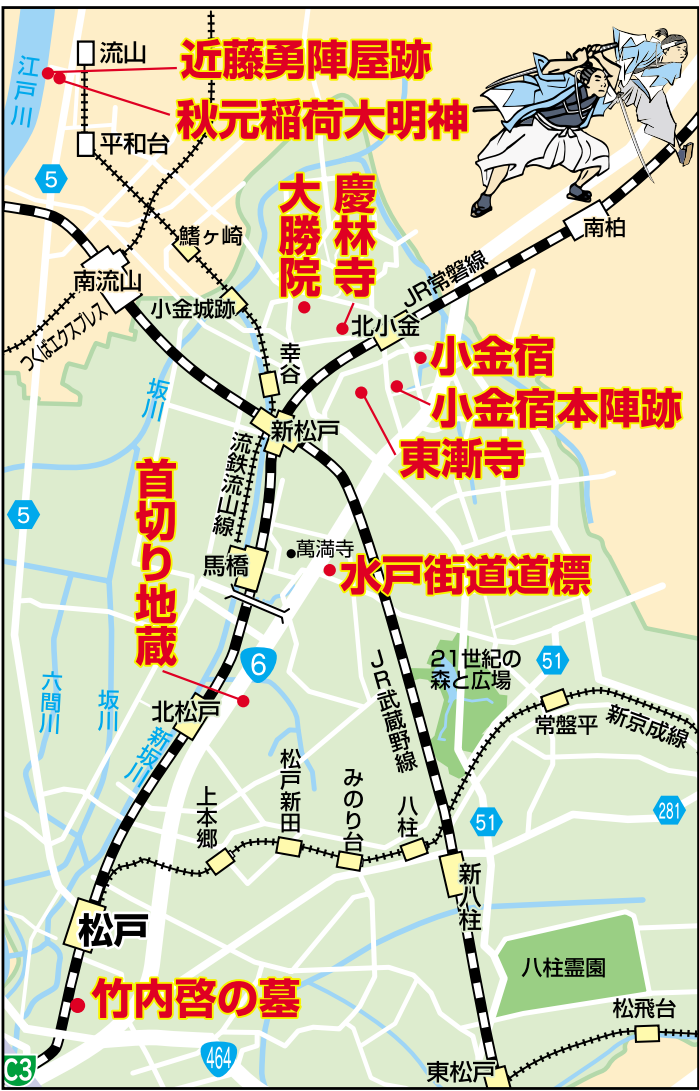 流山
近藤勇陣屋跡
秋元稲荷大明神
江戸川
平和台
5
鰭ヶ崎
大勝院
慶林寺
南柏
南流山
小金城跡
JR常磐線
つくばエクスプレス
北小金
幸谷
小金宿
小金宿本陣跡
坂川
新松戸
東漸寺
流鉄流山線
首切り地蔵
5
馬橋
萬満寺
水戸街道道標
6
JR武蔵野線
21世紀の
森と広場
51
六間川
坂川
新坂川
北松戸
常盤平
新京成線
上本郷
松戸新田
みのり台
八柱
51
281
新八柱
松戸
八柱霊園
竹内啓の墓
松飛台
464
C3
東松戸